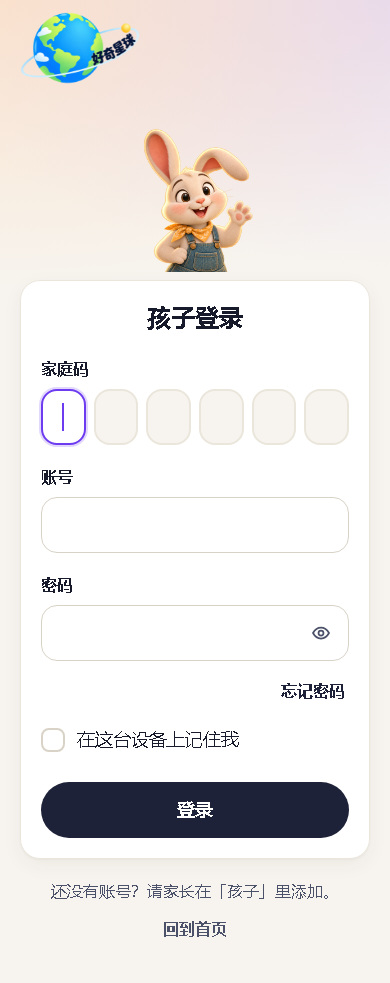 好奇星球
孩子登录
家庭码
账号
密码
忘记密码
在这台设备上记住我
登录
还没有账号？请家长在「孩子」里添加。
回到首页